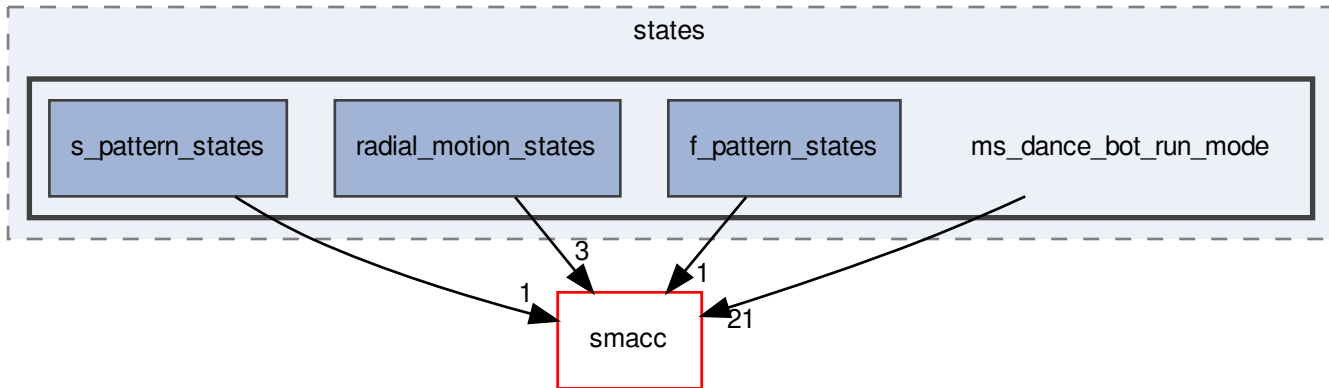 states
s_pattern_states
radial_motion_states
f_pattern_states
ms_dance_bot_run_mode
3
1
1
21
smacc